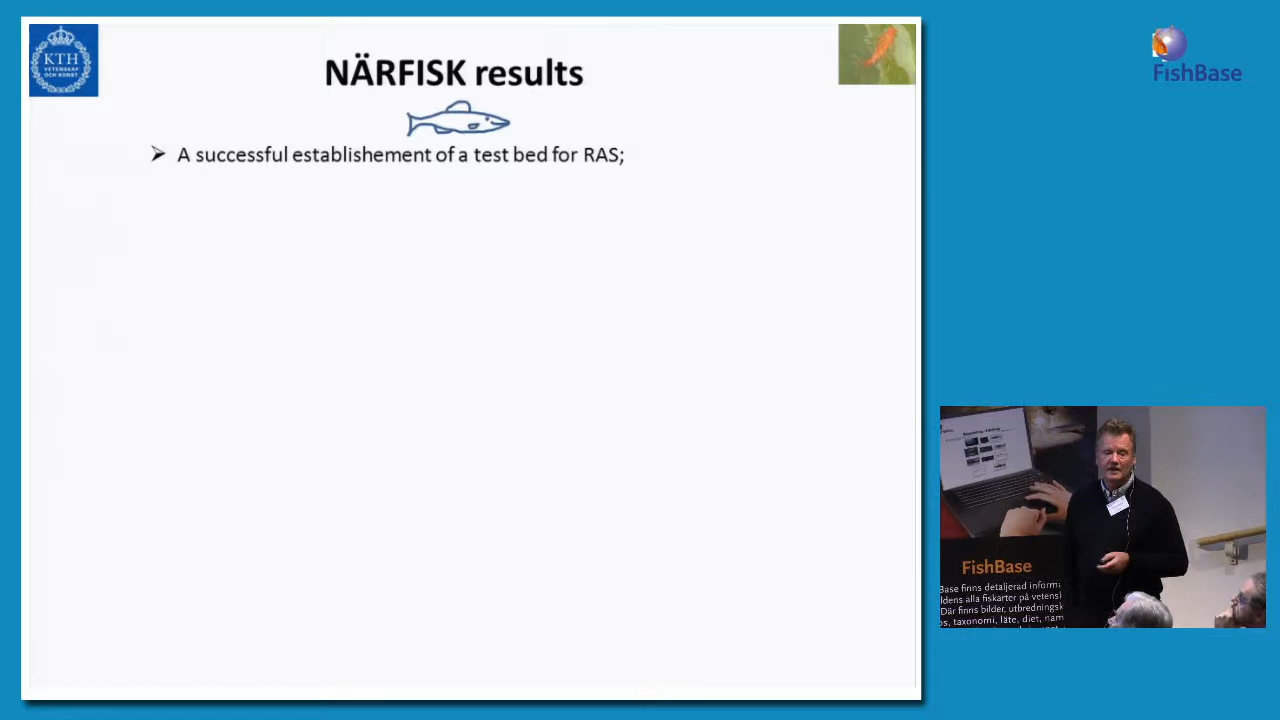 KTH
VETENSKAP
OCH KONST
NÄRFISK results
➢ A successful establishement of a test bed for RAS;
FishBase
FishBase
Base finns detaljerad informa
ldens alla fiskarter på vetensk
Där finns bilder, utbredningsk
os, taxonomi, läte, diet, nam